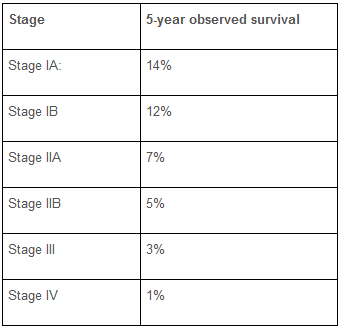 Stage 5-year observed survival
Stage IA: 14%
Stage IB 12%
Stage IIA 7%
Stage IIB 5%
Stage III 3%
Stage IV 1%